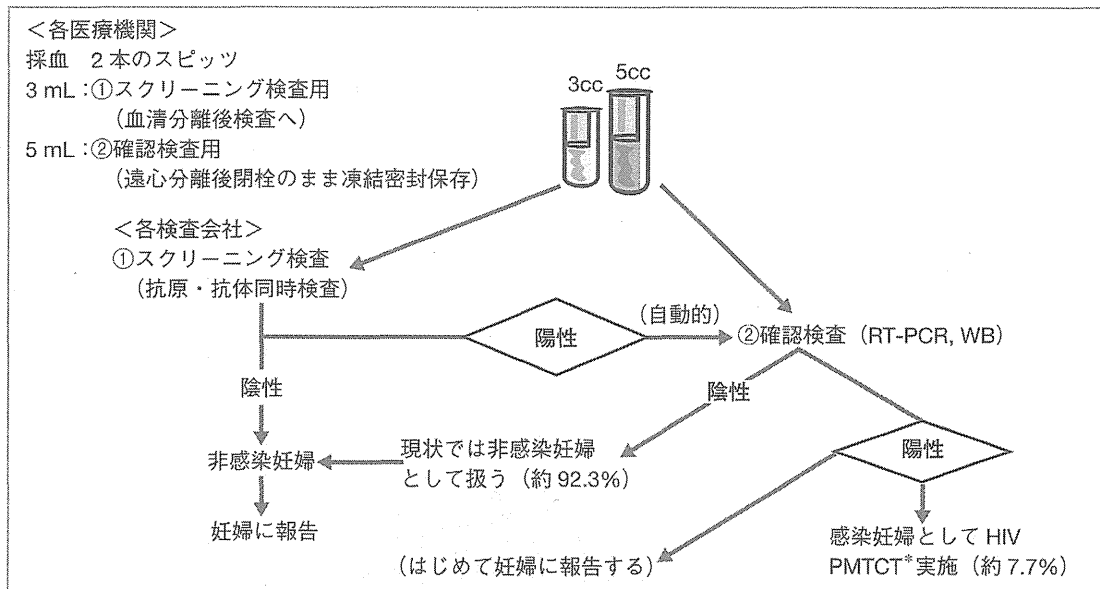 ＜各医療機関＞
採血　2本のスピッツ
3 mL：①スクリーニング検査用
（血清分離後検査へ）
5 mL：②確認検査用
（遠心分離後閉栓のまま凍結密封保存）
3cc
5cc
＜各検査会社＞
①スクリーニング検査
（抗原・抗体同時検査）
陽性
（自動的）
②確認検査（RT-PCR, WB）
陰性
陰性
陽性
非感染妊婦
現状では非感染妊婦
として扱う（約 92.3%）
妊婦に報告
（はじめて妊婦に報告する）
感染妊婦として HIV
PMTCT*実施（約 7.7%）